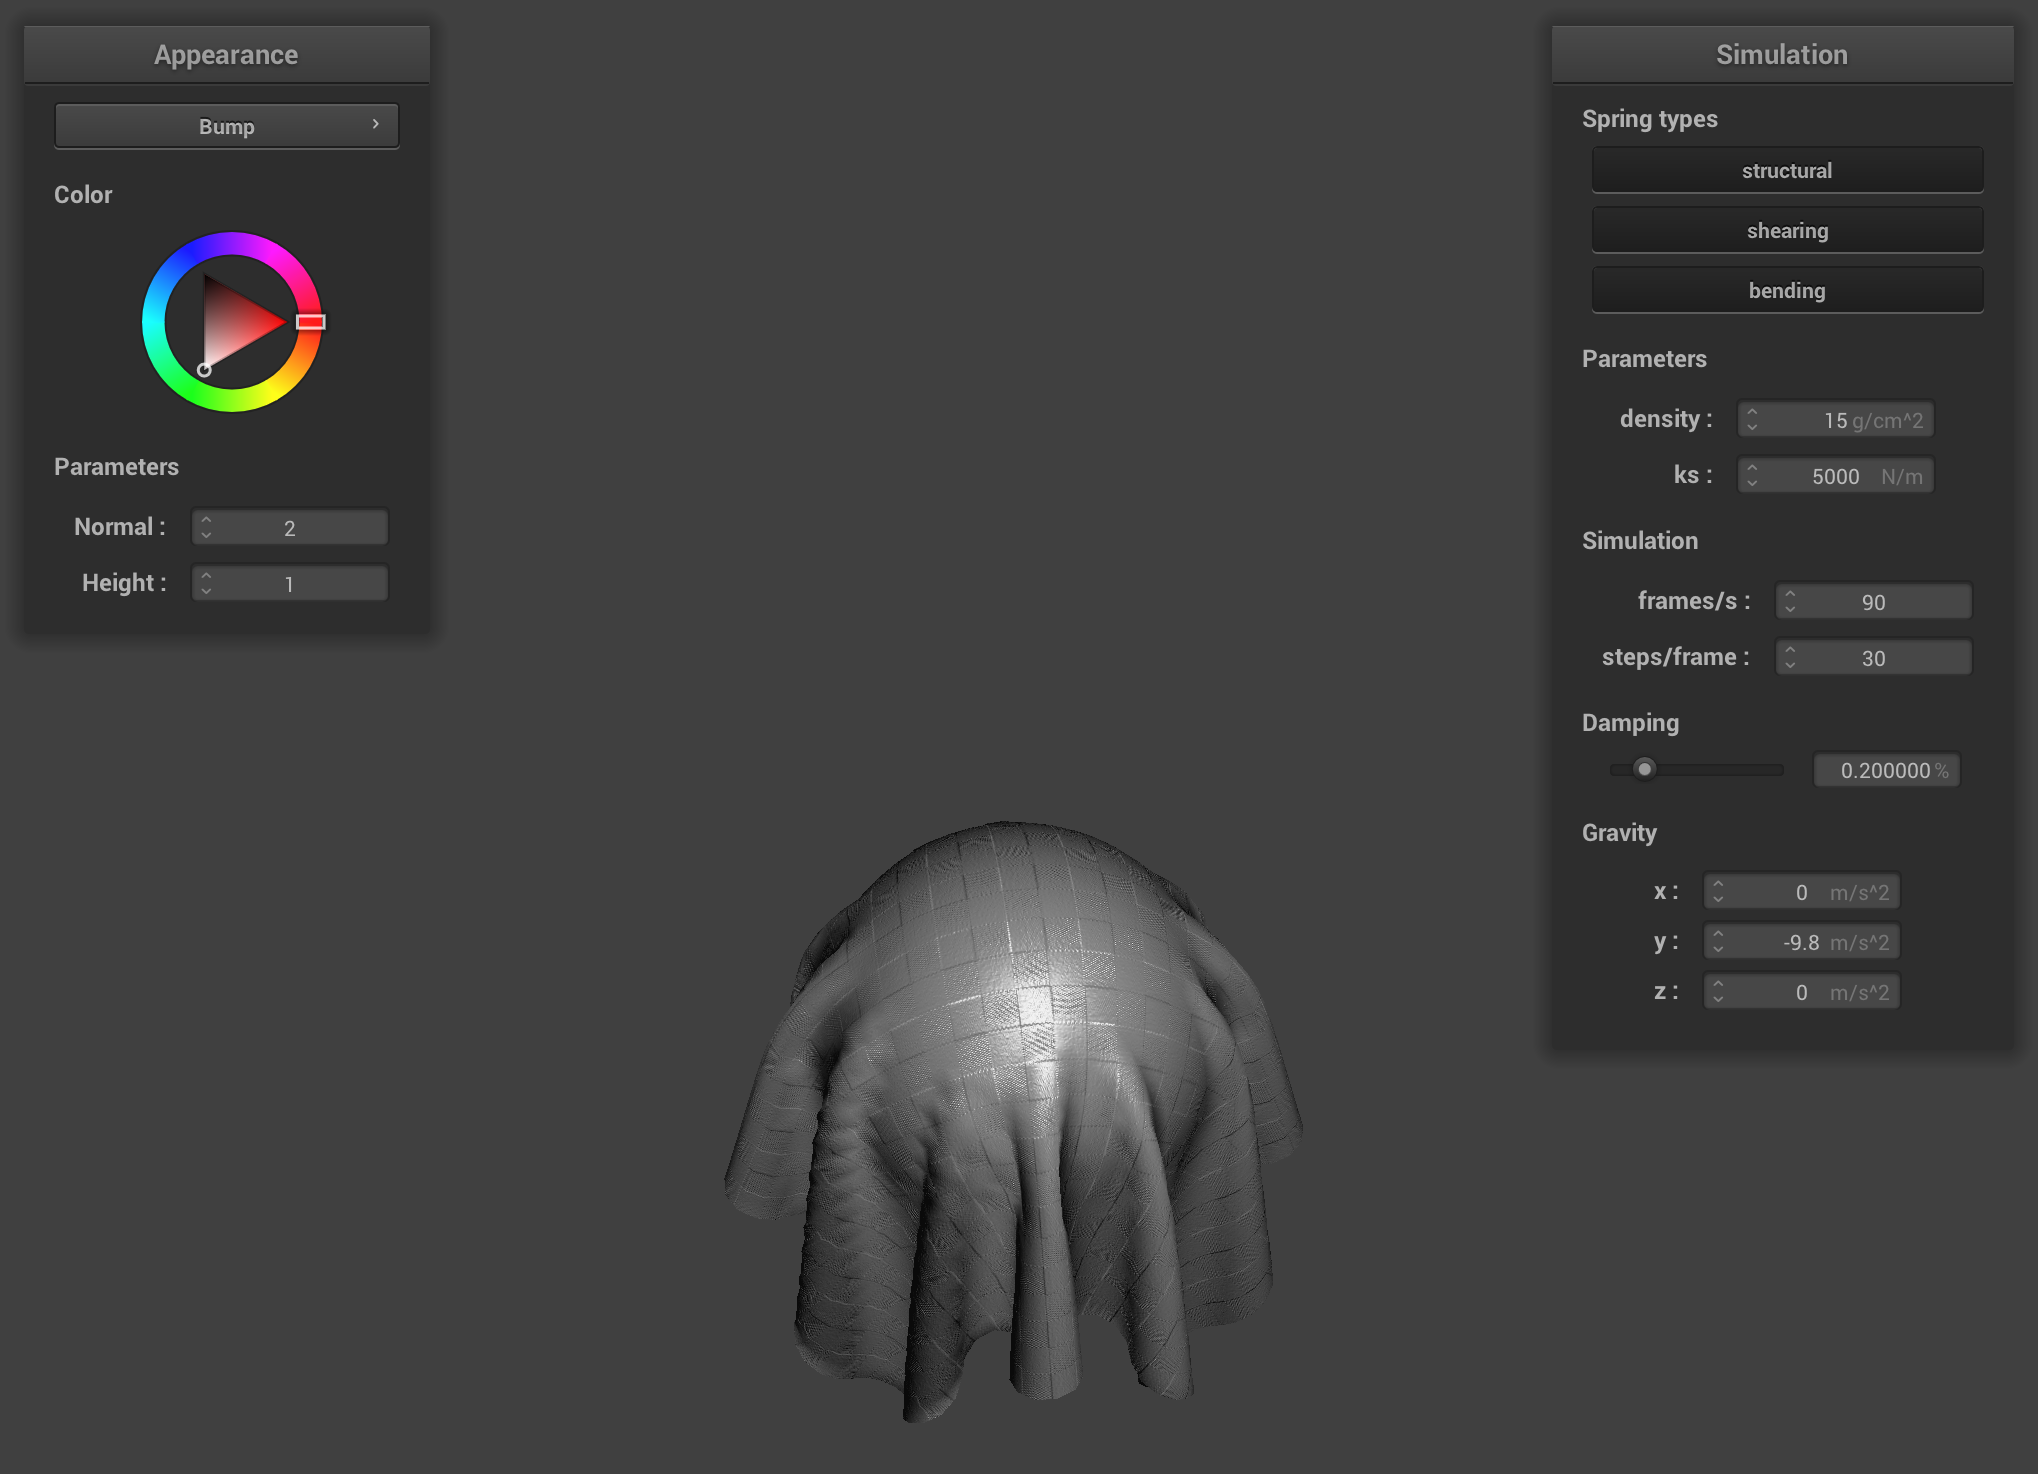 Appearance
Bump
Color
Parameters
Normal : 2
Height : 1
Simulation
Spring types
structural
shearing
bending
Parameters
density : 15 g/cm^2
ks : 5000 N/m
Simulation
frames/s : 90
steps/frame : 30
Damping
0.200000 %
Gravity
x : 0 m/s^2
y : -9.8 m/s^2
z : 0 m/s^2